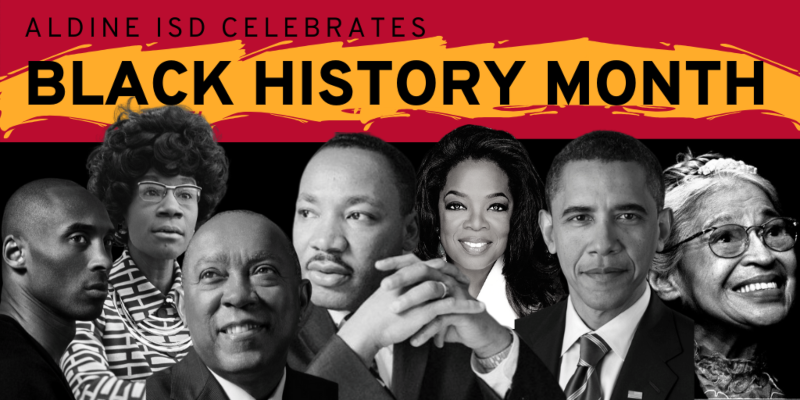 ALDINE ISD CELEBRATES
BLACK HISTORY MONTH